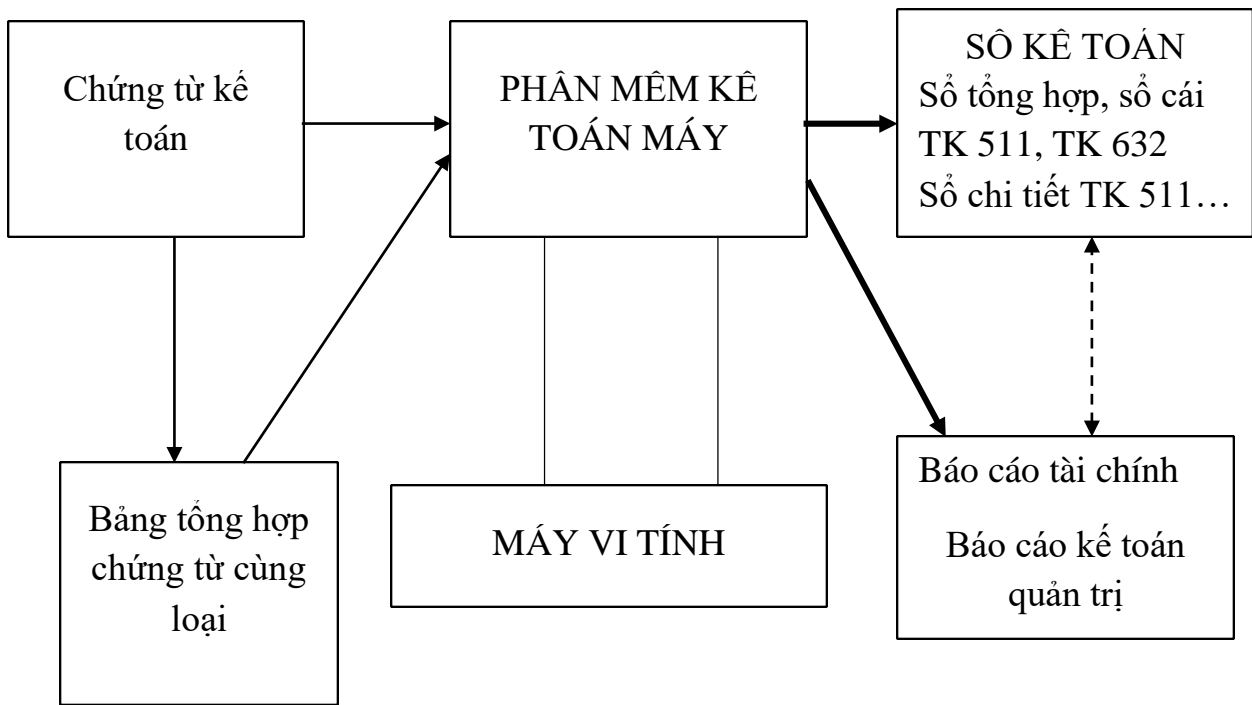 Chứng từ kế
toán
PHÂN MÊM KÊ
TOÁN MÁY
SÔ KÊ TOÁN
Sổ tổng hợp, sổ cái
TK 511, TK 632
Sổ chi tiết TK 511…
Bảng tổng hợp
chứng từ cùng
loại
MÁY VI TÍNH
Báo cáo tài chính
Báo cáo kế toán
quản trị